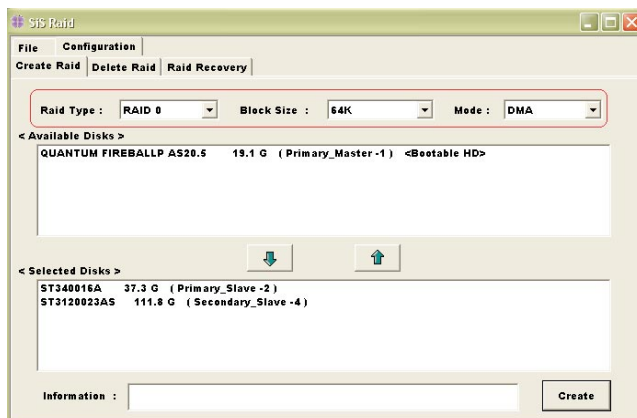 SiS Raid
File Configuration
Create Raid Delete Raid Raid Recovery
Raid Type : RAID 0 Block Size : 64K Mode : DMA
< Available Disks >
QUANTUM FIREBALLP AS20.5 19.1 G ( Primary_Master -1 ) <Bootable HD>
< Selected Disks >
ST340016A 37.3 G ( Primary_Slave -2 )
ST3120023AS 111.8 G ( Secondary_Slave -4 )
Information : Create